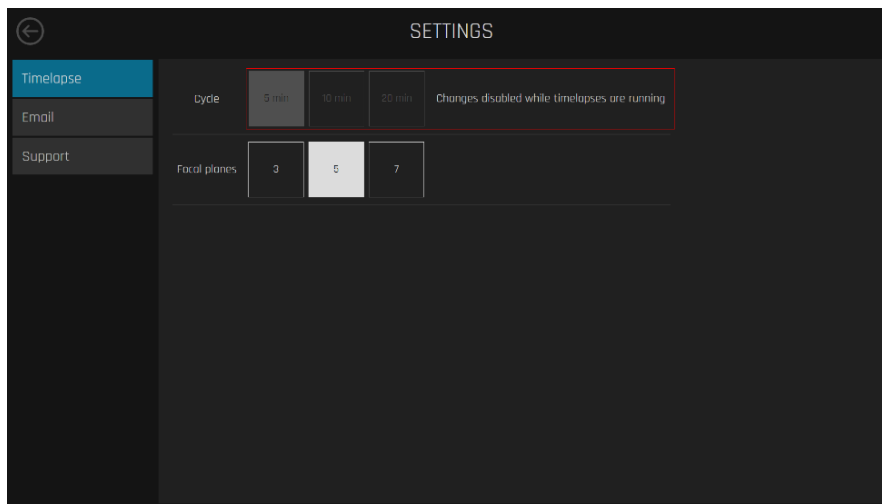 SETTINGS
Timelapse
Email
Support
Cycle 5 min 10 min 20 min Changes disabled while timelapses are running
Focal planes 3 5 7